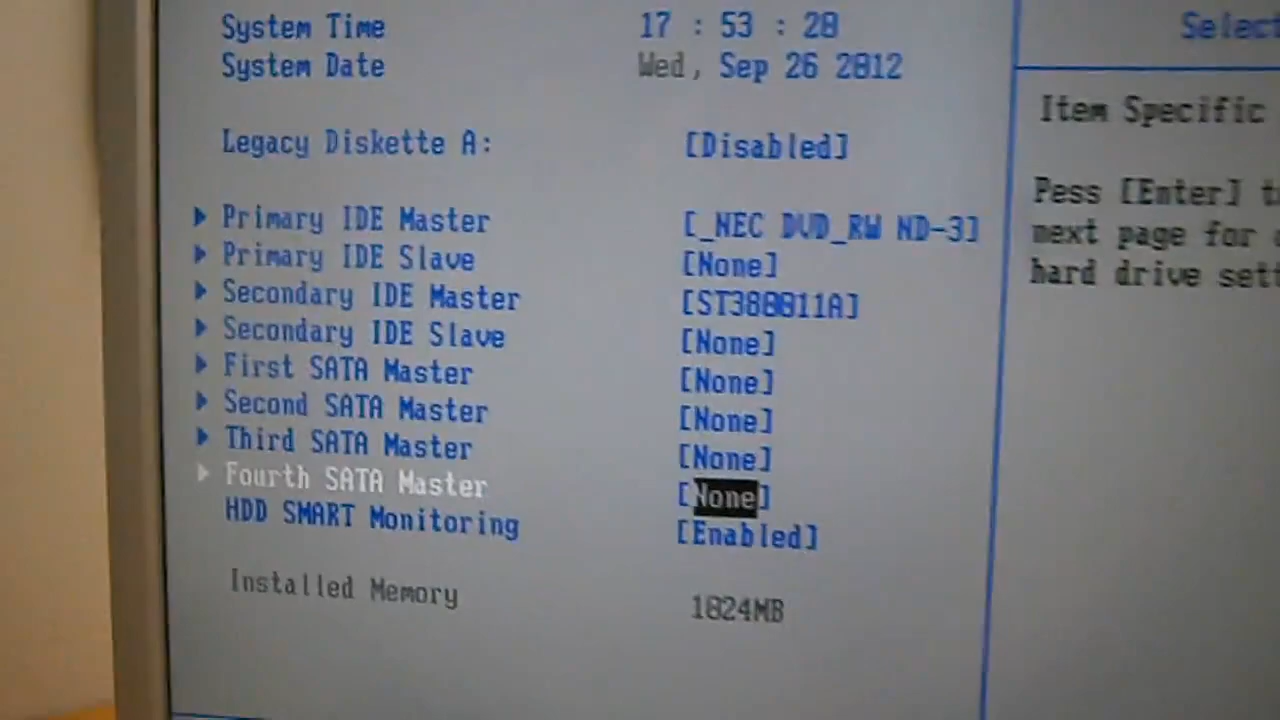 System Time 17 : 53 : 28
System Date Wed, Sep 26 2012
Legacy Diskette A: [Disabled]
Primary IDE Master [_NEC DVD_RW ND-3]
Primary IDE Slave [None]
Secondary IDE Master [ST380011A]
Secondary IDE Slave [None]
First SATA Master [None]
Second SATA Master [None]
Third SATA Master [None]
Fourth SATA Master [None]
HDD SMART Monitoring [Enabled]
Installed Memory 1024MB
Select
Item Specific
Pess [Enter] t
next page for
hard drive sett